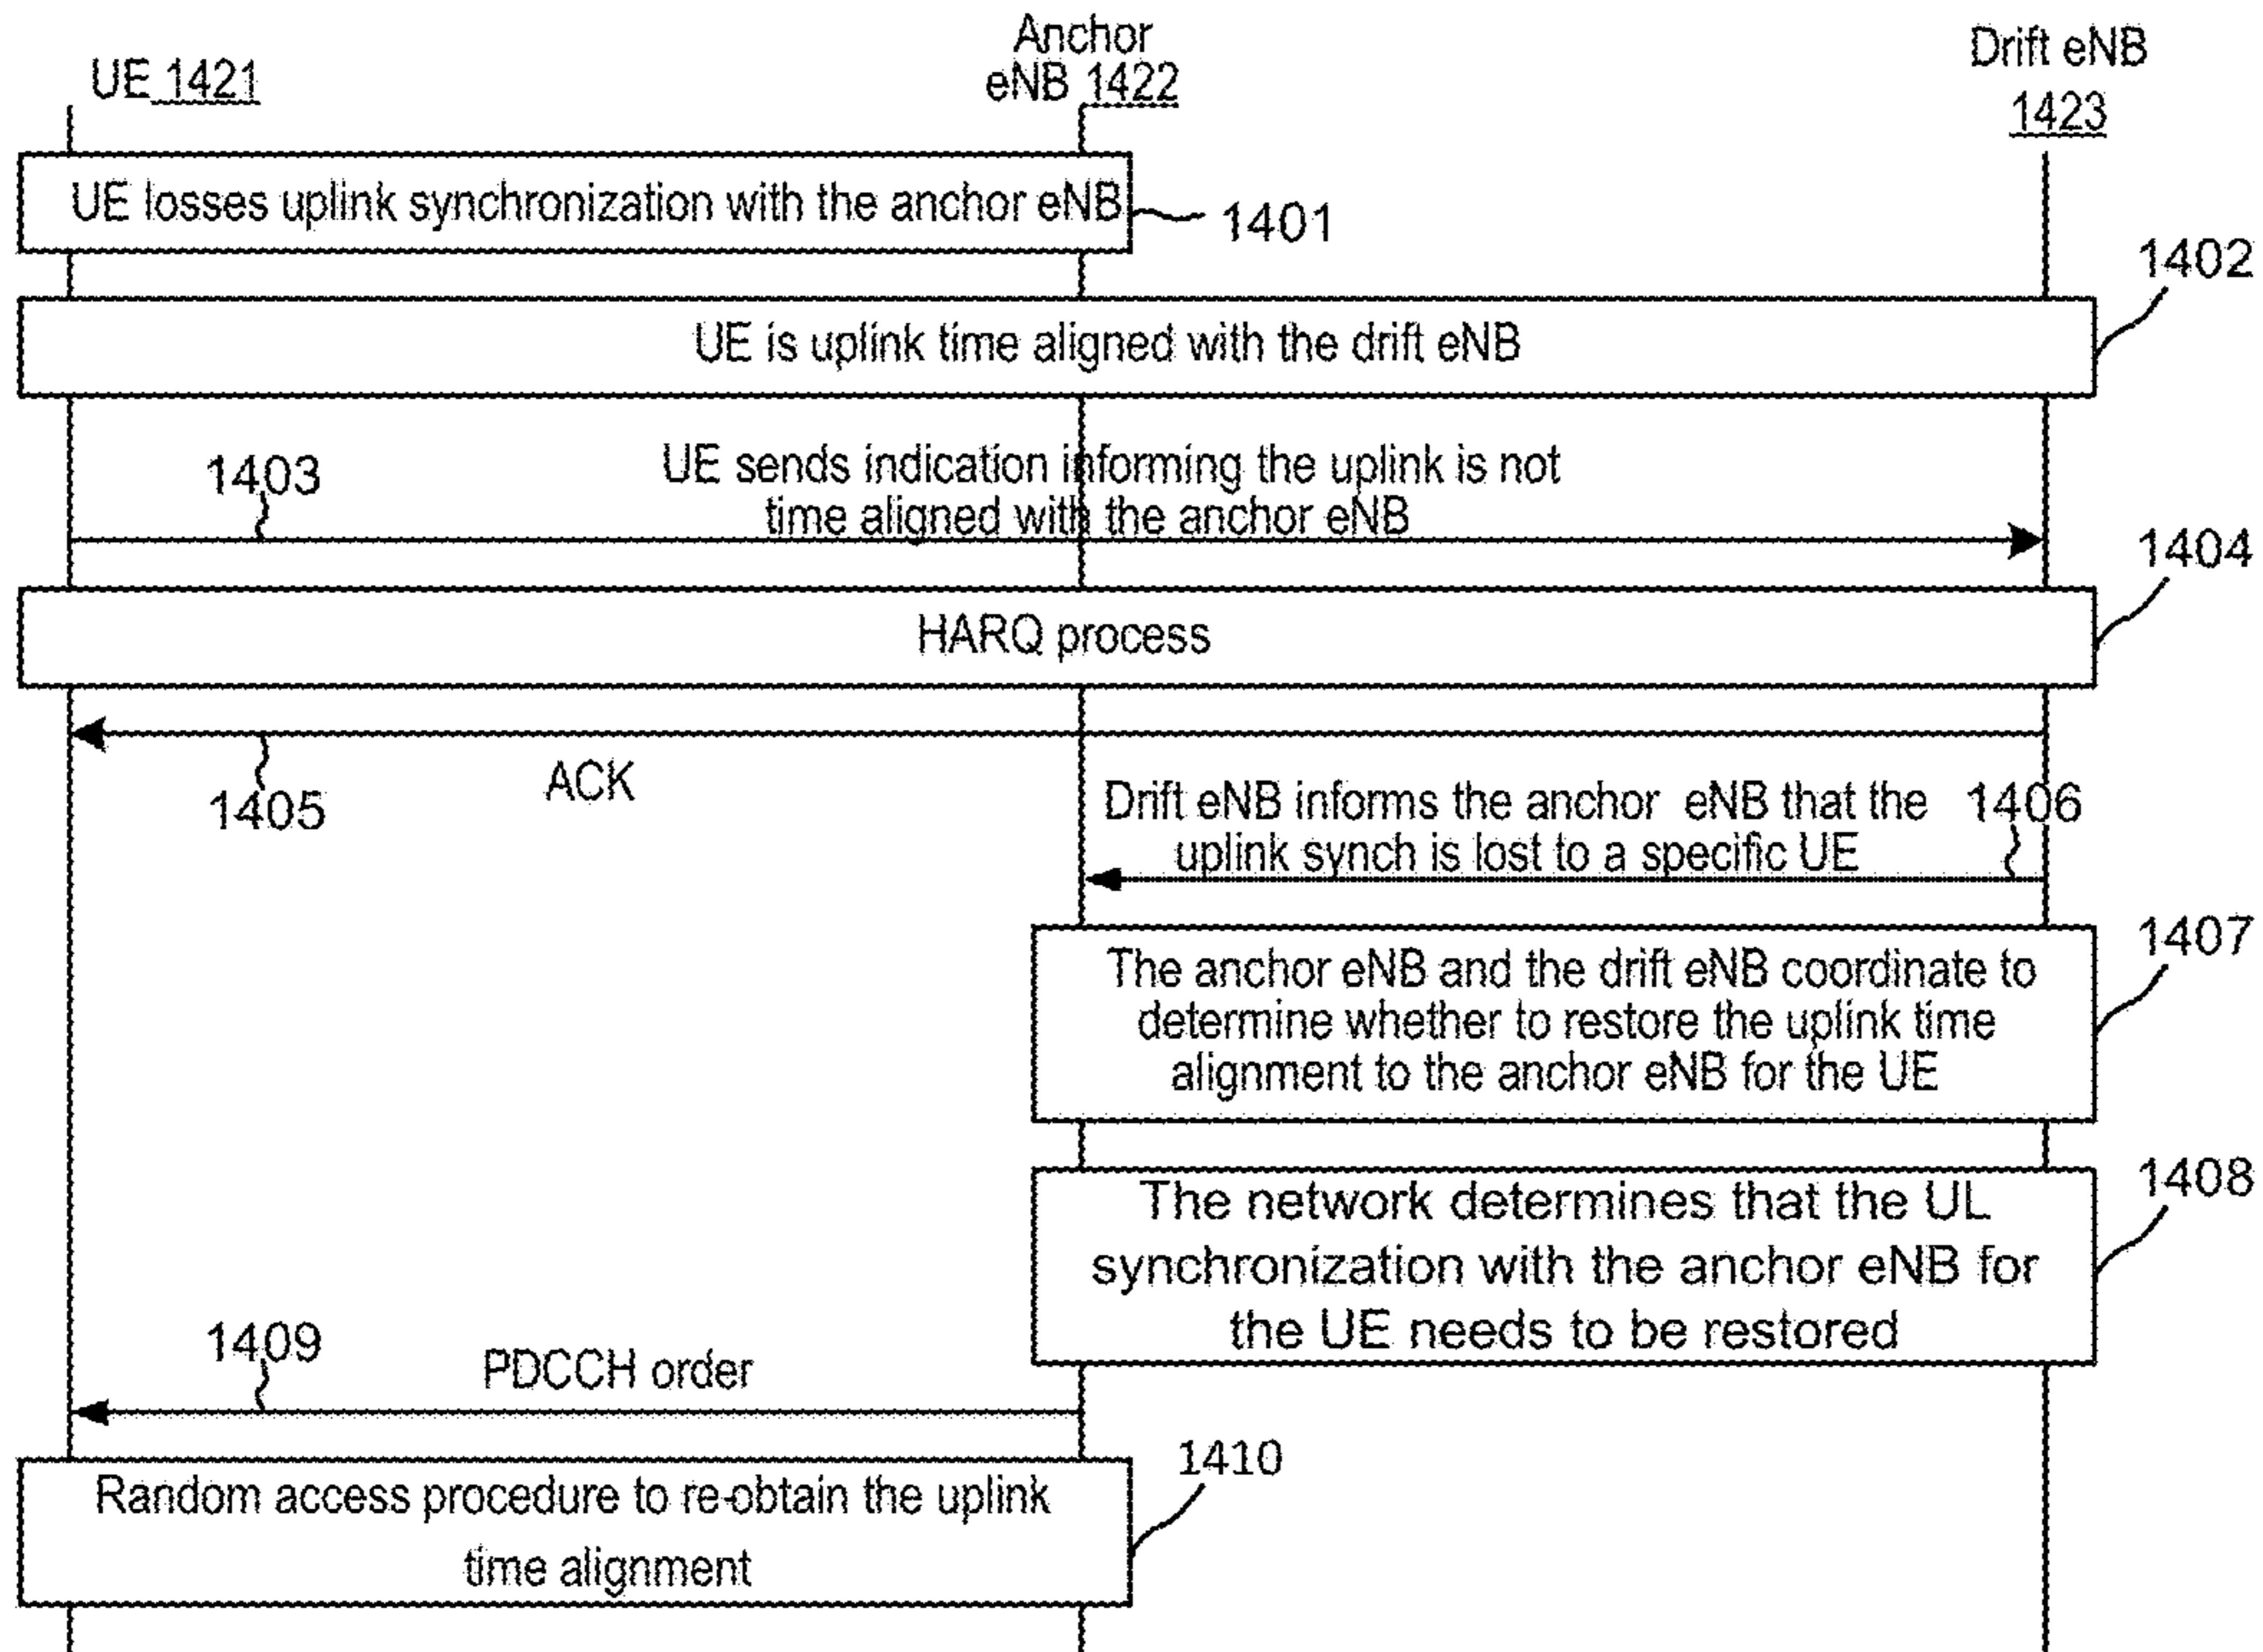 UE 1421
Anchor
eNB 1422
Drift eNB
1423
UE losses uplink synchronization with the anchor eNB
1401
1402
UE is uplink time aligned with the drift eNB
1403
UE sends indication informing the uplink is not
time aligned with the anchor eNB
1404
HARQ process
ACK
1405
Drift eNB informs the anchor eNB that the
uplink synch is lost to a specific UE
1406
1407
The anchor eNB and the drift eNB coordinate to
determine whether to restore the uplink time
alignment to the anchor eNB for the UE
1408
The network determines that the UL
synchronization with the anchor eNB for
the UE needs to be restored
1409
PDCCH order
1410
Random access procedure to re-obtain the uplink
time alignment